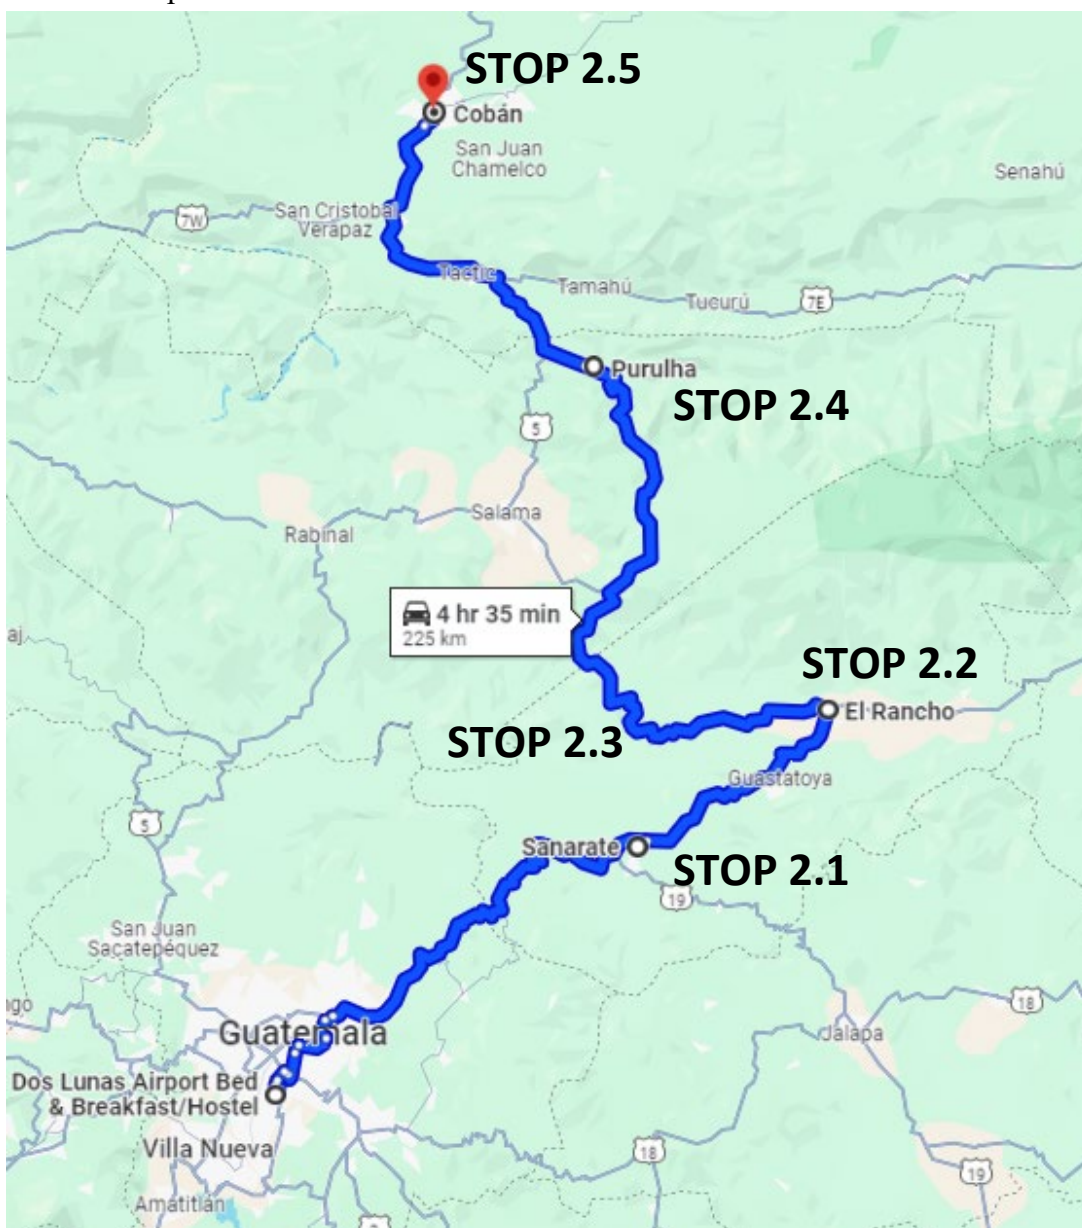 STOP 2.5
Cobán
San Juan
Chamelco
Senahú
San Cristobal
Verapaz
7W
Tactic
Tamahú
Tucurú
7E
Purulha
STOP 2.4
5
Salama
Rabinal
4 hr 35 min
225 km
aj
STOP 2.2
El Rancho
STOP 2.3
Guastatoya
5
Sanarate
STOP 2.1
19
San Juan
Sacatepéquez
ngo
18
Guatemala
Jalapa
Dos Lunas Airport Bed
& Breakfast/Hostel
Villa Nueva
18
19
Amatitlán